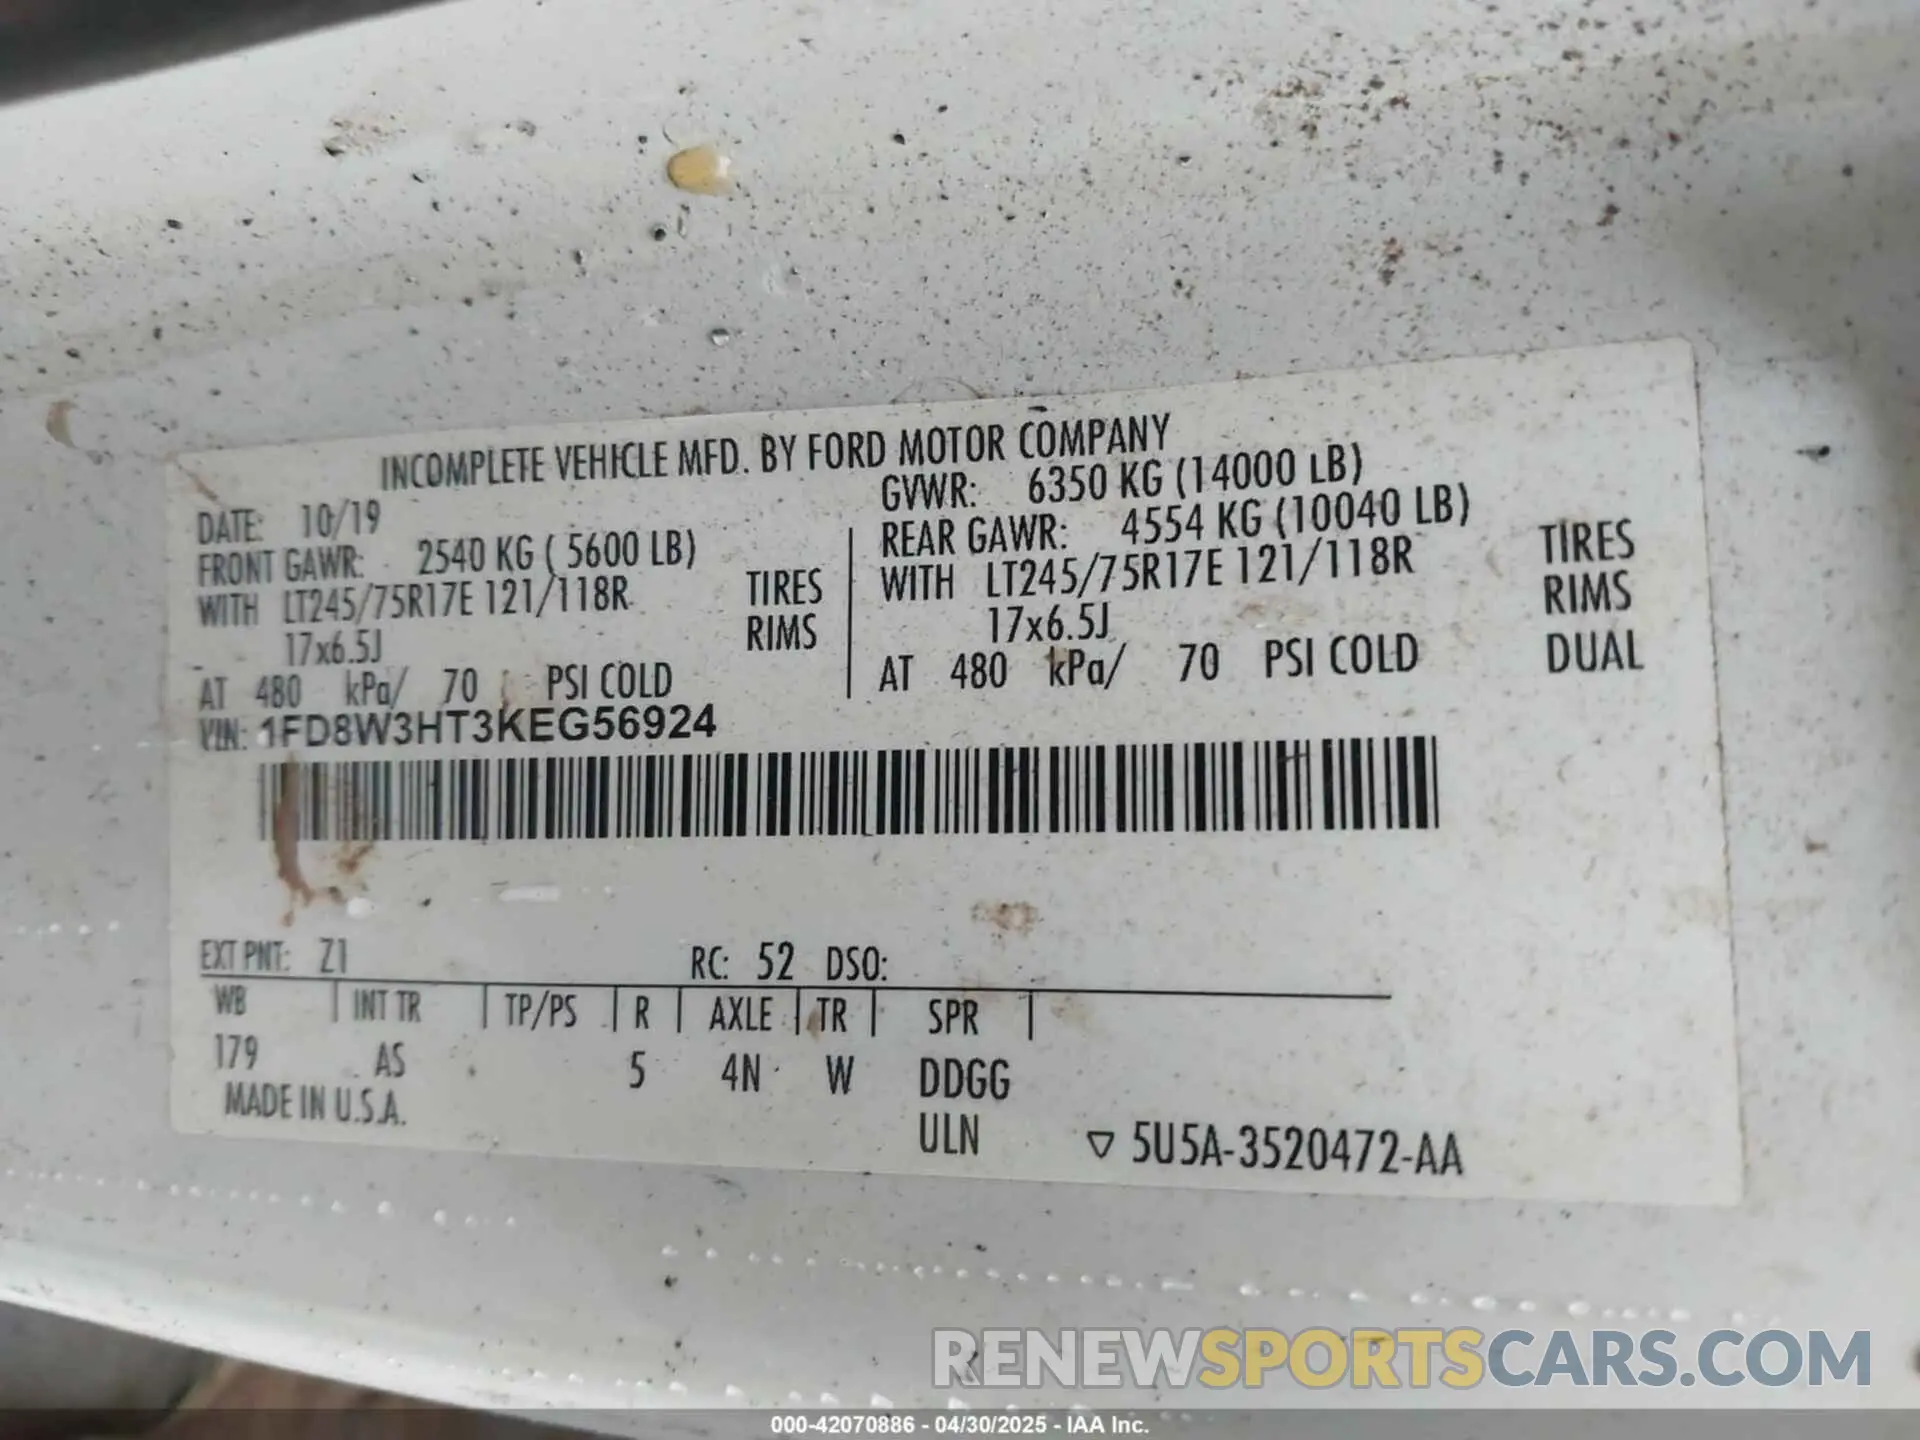 INCOMPLETE VEHICLE MFD. BY FORD MOTOR COMPANY
DATE: 10/19
GVWR: 6350 KG (14000 LB)
FRONT GAWR: 2540 KG ( 5600 LB)
REAR GAWR: 4554 KG (10040 LB)
WITH LT245/75R17E 121/118R TIRES
WITH LT245/75R17E 121/118R TIRES
17x6.5J RIMS
17x6.5J RIMS
AT 480 kPa/ 70 PSI COLD
AT 480 kPa/ 70 PSI COLD DUAL
VIN: 1FD8W3HT3KEG56924
EXT PNT: Z1 RC: 52 DSO:
WB INT TR TP/PS R AXLE TR SPR
179 AS 5 4N W DDGG
MADE IN U.S.A.
ULN ▽ 5U5A-3520472-AA
RENEWSPORTSCARS.COM
000-42070886 - 04/30/2025 - IAA Inc.